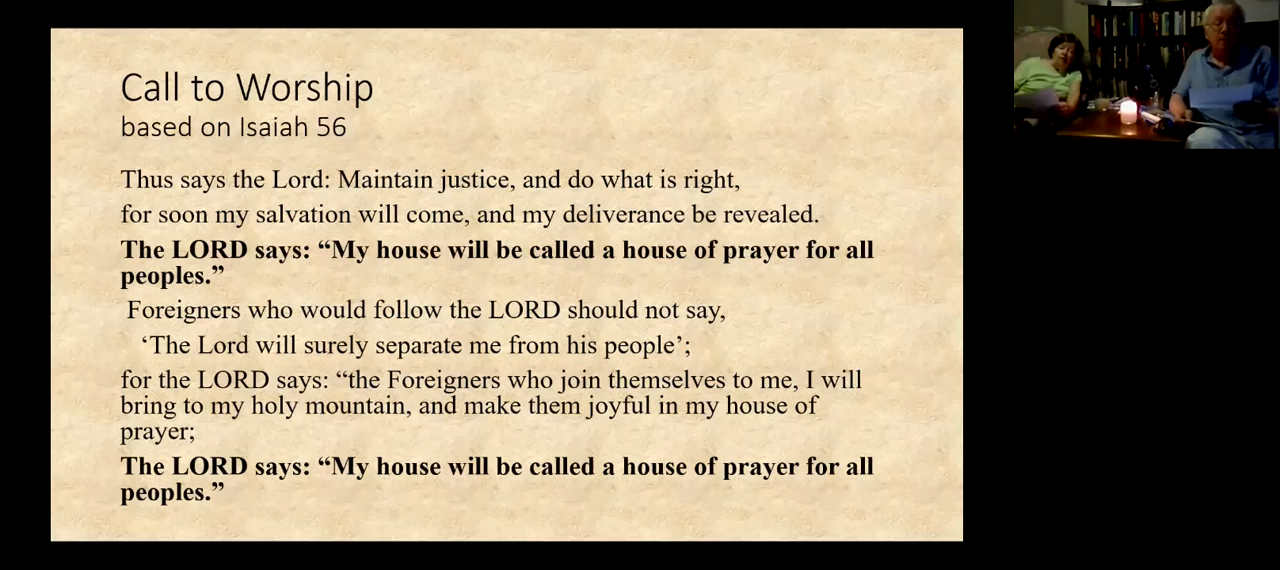 Call to Worship
based on Isaiah 56
Thus says the Lord: Maintain justice, and do what is right,
for soon my salvation will come, and my deliverance be revealed.
The LORD says: “My house will be called a house of prayer for all
peoples.”
Foreigners who would follow the LORD should not say,
‘The Lord will surely separate me from his people’;
for the LORD says: “the Foreigners who join themselves to me, I will
bring to my holy mountain, and make them joyful in my house of
prayer;
The LORD says: “My house will be called a house of prayer for all
peoples.”